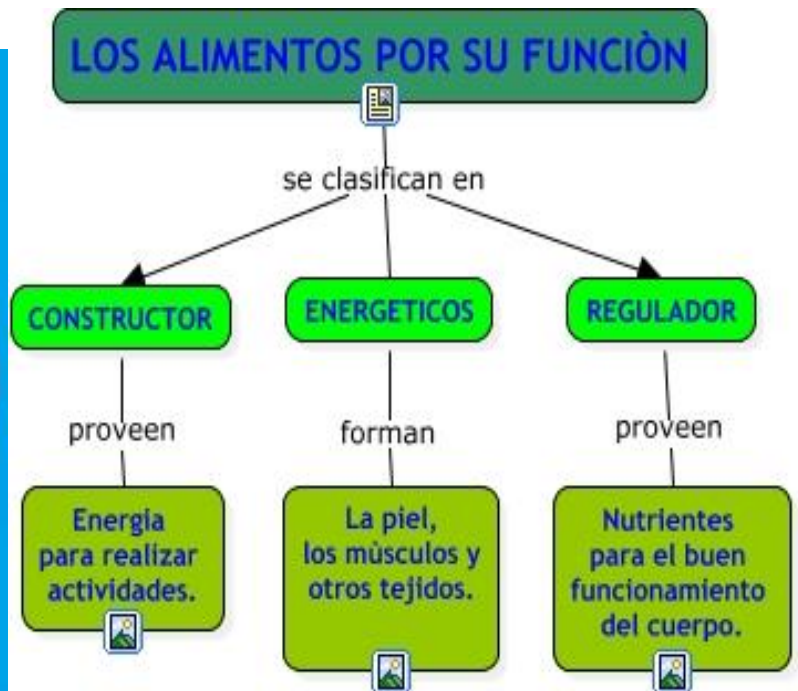 LOS ALIMENTOS POR SU FUNCIÒN
se clasifican en
CONSTRUCTOR
ENERGETICOS
REGULADOR
proveen
forman
proveen
Energia
para realizar
actividades.
La piel,
los mùsculos y
otros tejidos.
Nutrientes
para el buen
funcionamiento
del cuerpo.